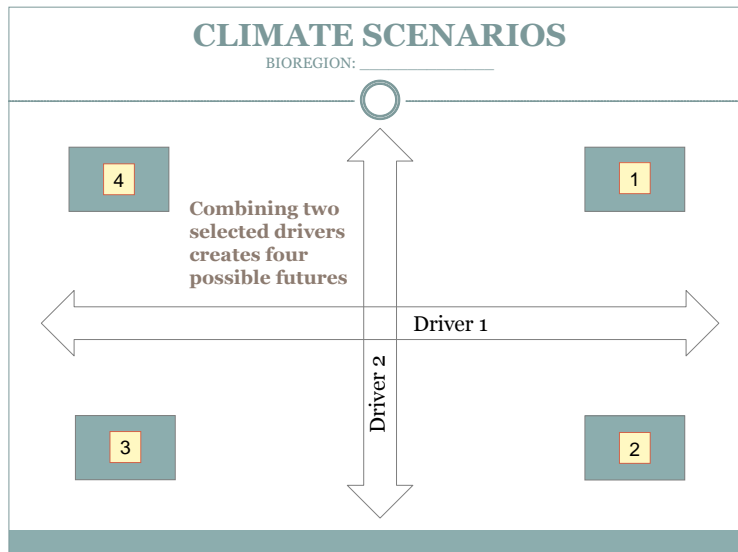 CLIMATE SCENARIOS
BIOREGION: _________________
4
1
Combining two
selected drivers
creates four
possible futures
Driver 1
Driver 2
3
2